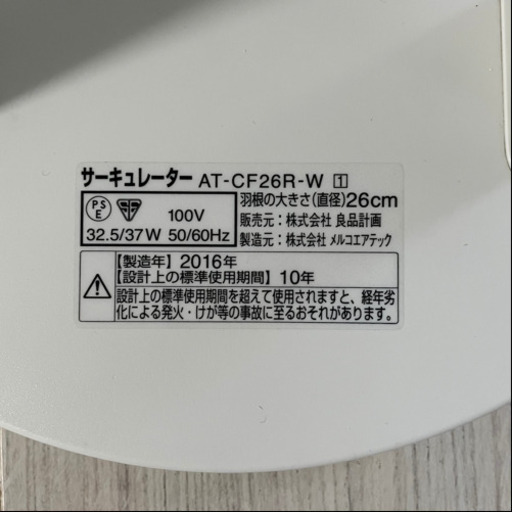 サーキュレーター AT-CF26R-W 1
PSE 100V 羽根の大きさ(直径)26cm
販売元：株式会社 良品計画
32.5/37W 50/60Hz 製造元：株式会社 メルコエアテック
【製造年】2016年
【設計上の標準使用期間】10年
設計上の標準使用期間を超えて使用されますと、経年劣
化による発火・けが等の事故に至るおそれがあります。